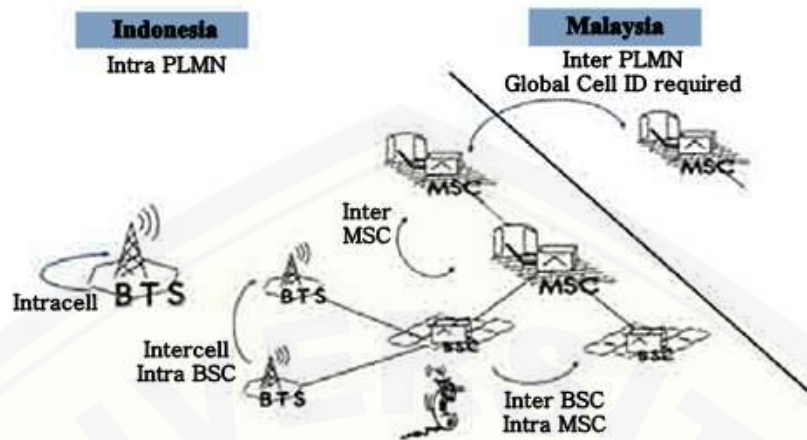 Indonesia
Intra PLMN
Malaysia
Inter PLMN
Global Cell ID required
MSC
MSC
Inter
MSC
MSC
Intracell
BTS
BTS
Intercell
Intra BSC
BTS
BSC
BSC
Inter BSC
Intra MSC